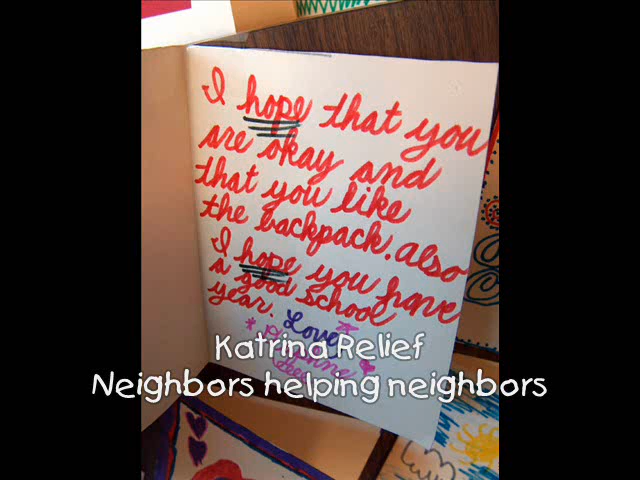 I hope that you
are okay and
that you like
the backpack. also
I hope you have
a good school
year. Love
Katrina Relief
Neighbors helping neighbors